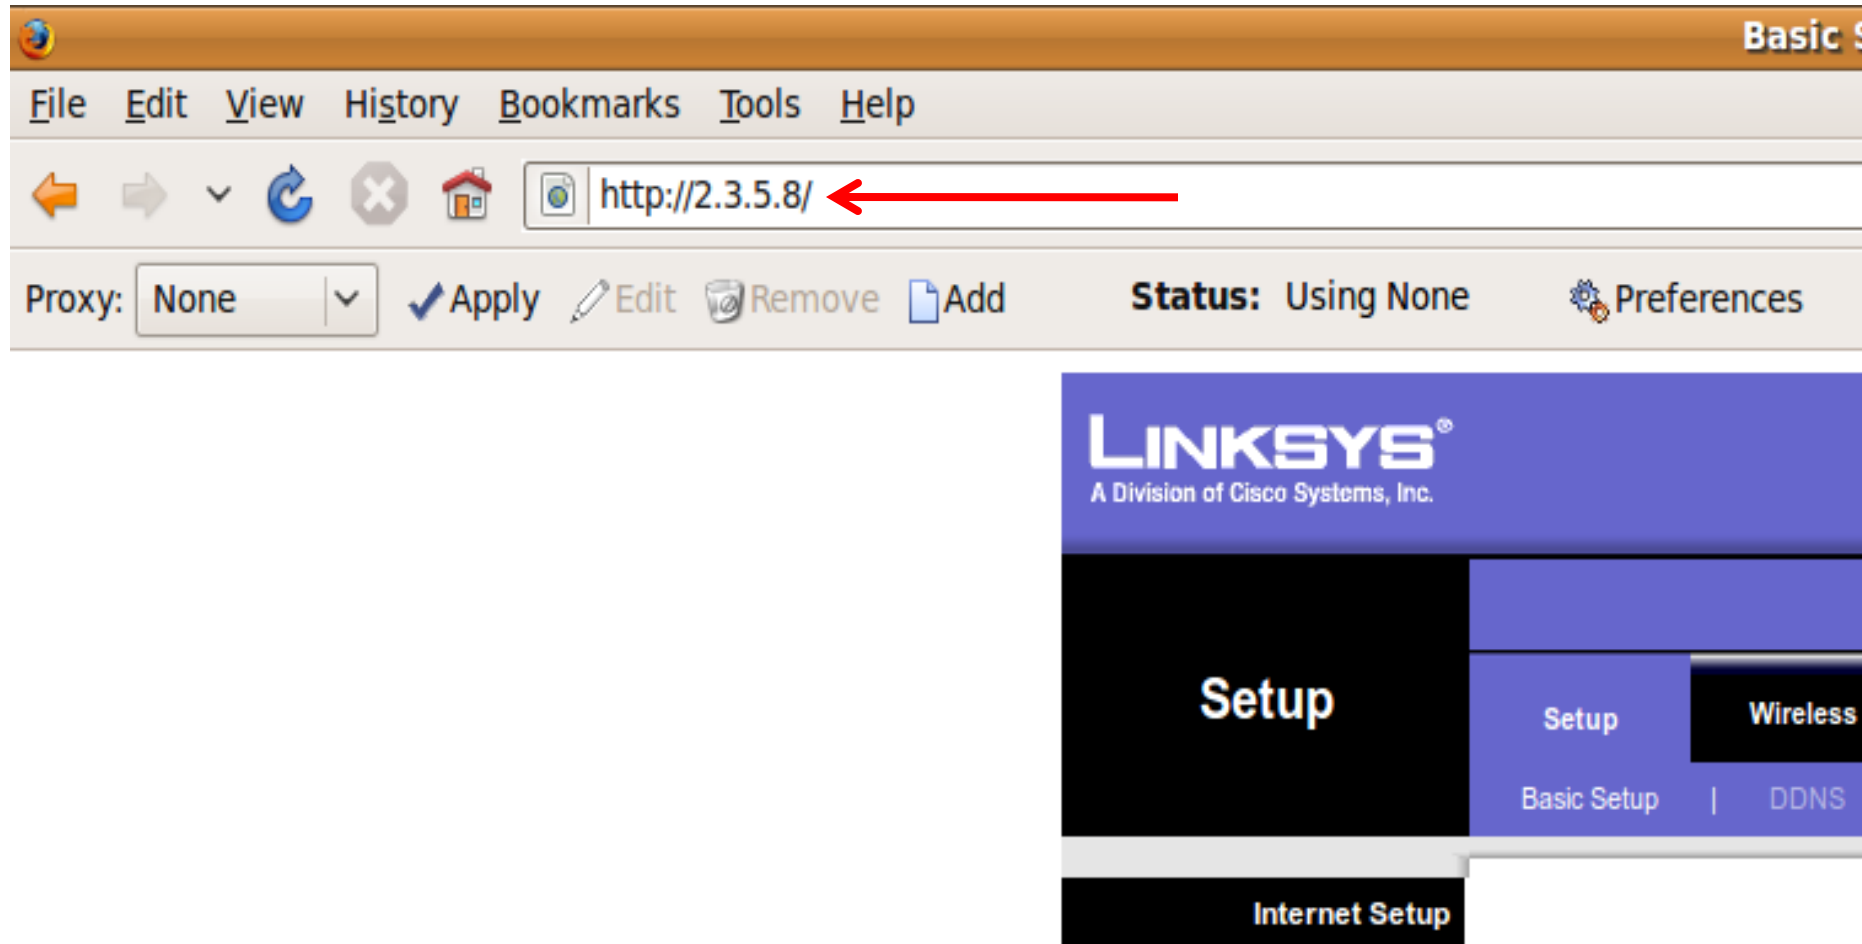 Basic S
File Edit View History Bookmarks Tools Help
http://2.3.5.8/
Proxy: None Apply Edit Remove Add Status: Using None Preferences
LINKSYS®
A Division of Cisco Systems, Inc.
Setup
Setup Wireless
Basic Setup | DDNS
Internet Setup